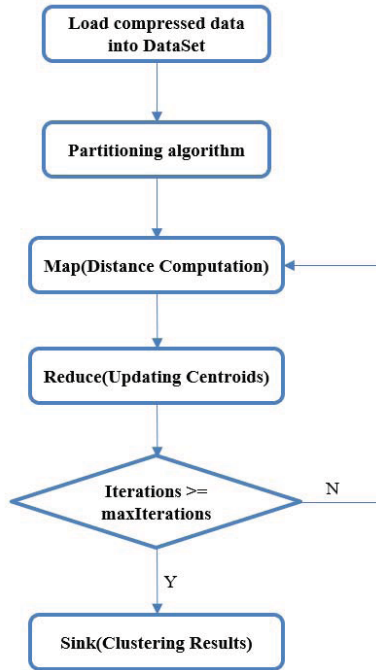 Load compressed data
into DataSet
Partitioning algorithm
Map(Distance Computation)
Reduce(Updating Centroids)
Iterations >=
maxIterations
N
Y
Sink(Clustering Results)